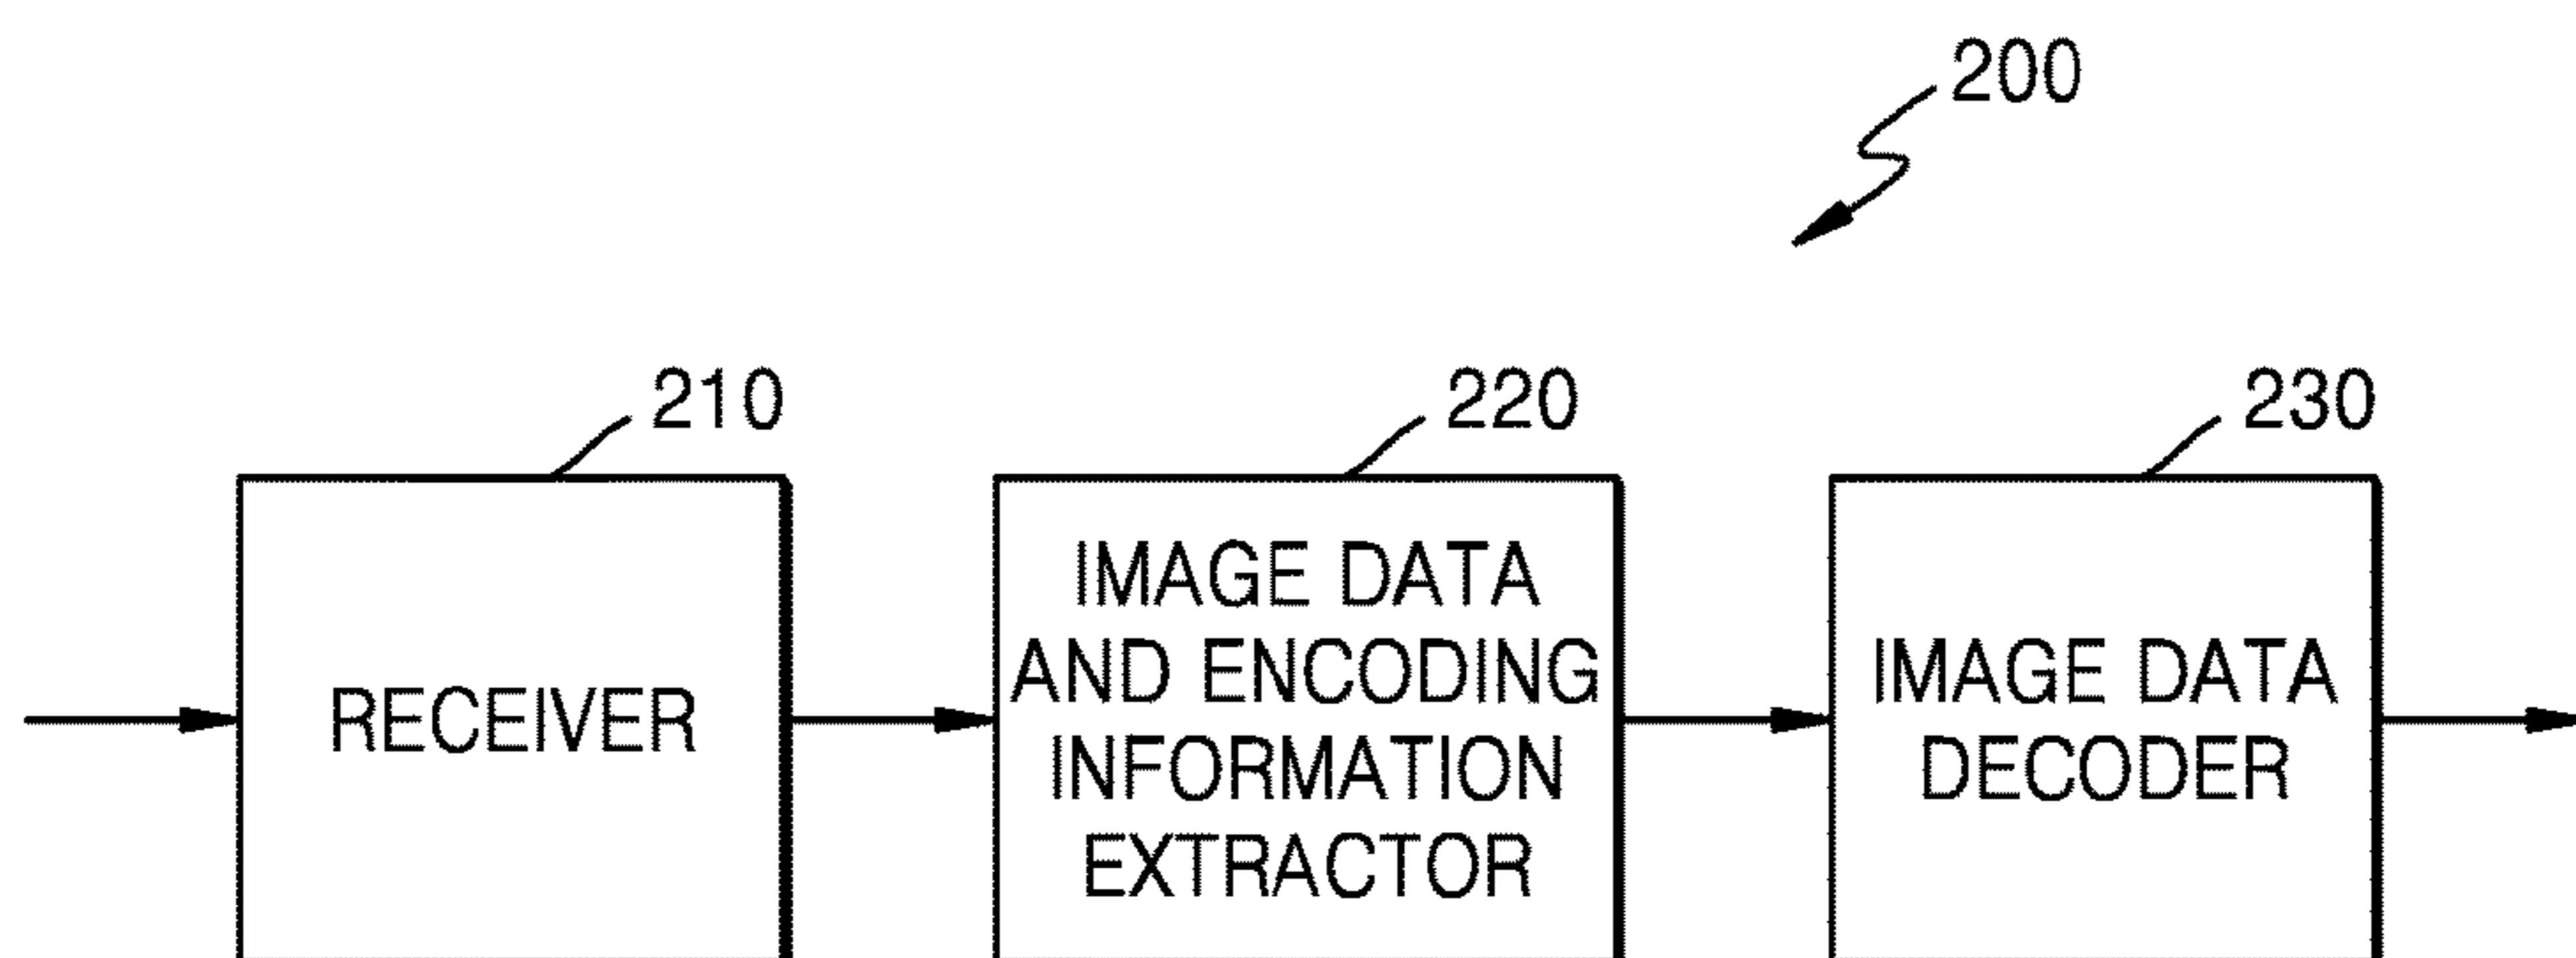 200
210
220
230
RECEIVER
IMAGE DATA
AND ENCODING
INFORMATION
EXTRACTOR
IMAGE DATA
DECODER